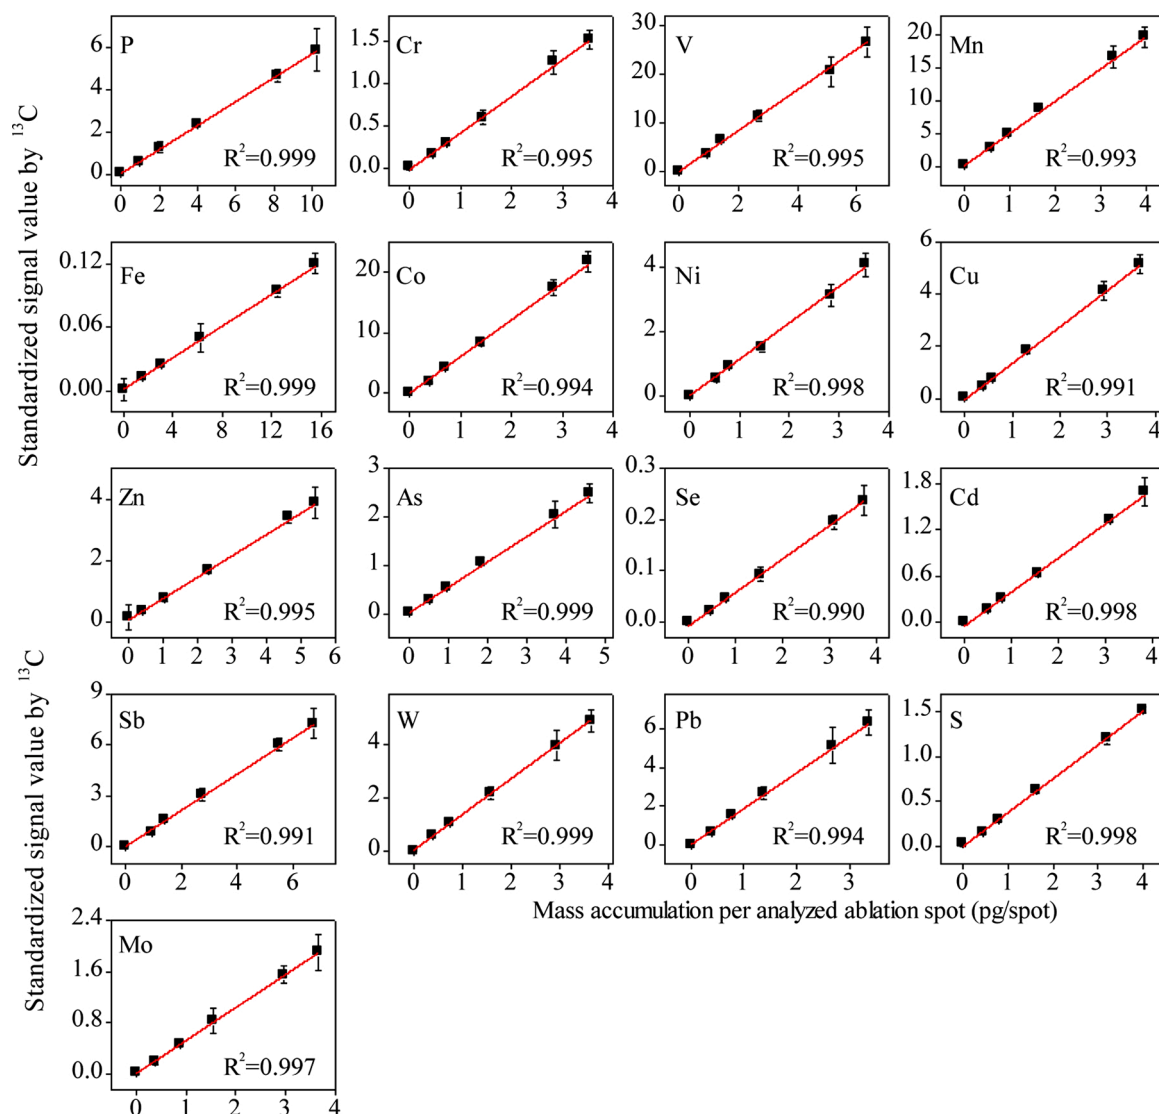 Standardized signal value by ¹³C
P
6
4
2
0
R²=0.999
0 2 4 6 8 10
Cr
1.5
1.0
0.5
0.0
R²=0.995
0 1 2 3 4
V
30
20
10
0
R²=0.995
0 2 4 6
Mn
20
15
10
5
0
R²=0.993
0 1 2 3 4
Fe
0.12
0.06
0.00
R²=0.999
0 4 8 12 16
Co
20
10
0
R²=0.994
0 1 2 3 4
Ni
4
2
0
R²=0.998
0 1 2 3 4
Cu
6
4
2
0
R²=0.991
0 1 2 3 4
Standardized signal value by ¹³C
Zn
4
2
0
R²=0.995
0 1 2 3 4 5 6
As
3
2
1
0
R²=0.999
0 1 2 3 4 5
Se
0.3
0.2
0.1
0.0
R²=0.990
0 1 2 3 4
Cd
1.8
1.2
0.6
0.0
R²=0.998
0 1 2 3 4
Sb
9
6
3
0
R²=0.991
0 2 4 6
W
4
2
0
R²=0.999
0 1 2 3 4
Pb
6
4
2
0
R²=0.994
0 1 2 3
S
1.5
1.0
0.5
0.0
R²=0.998
0 1 2 3 4
Mass accumulation per analyzed ablation spot (pg/spot)
Mo
2.4
1.6
0.8
0.0
R²=0.997
0 1 2 3 4